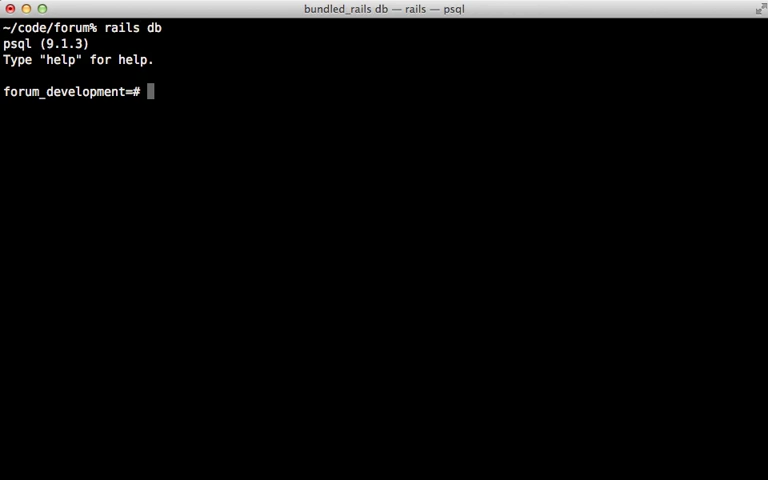 bundled_rails db — rails — psql
~/code/forum% rails db
psql (9.1.3)
Type "help" for help.
forum_development=#